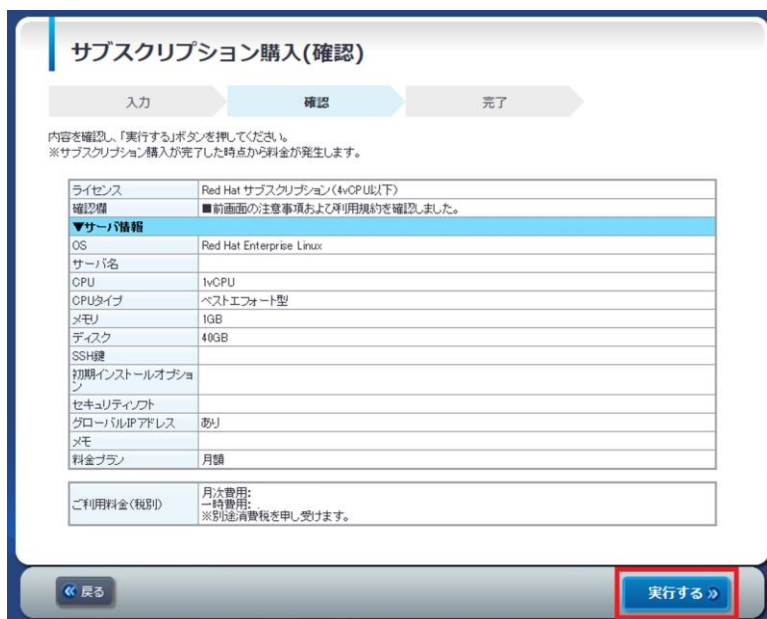 サブスクリプション購入(確認)
入力 確認 完了
内容を確認し、「実行する」ボタンを押してください。
※サブスクリプション購入が完了した時点から料金が発生します。
ライセンス Red Hat サブスクリプション(4vCPU以下)
確認欄 ■前画面の注意事項および利用規約を確認しました。
▼サーバ情報
OS Red Hat Enterprise Linux
サーバ名
CPU 1vCPU
CPUタイプ ベストエフォート型
メモリ 1GB
ディスク 40GB
SSH鍵
初期インストールオプショ
ン
セキュリティソフト
グローバルIPアドレス あり
メモ
料金プラン 月額
ご利用料金(税別) 月次費用:
一時費用:
※別途消費税を申し受けます。
戻る 実行する